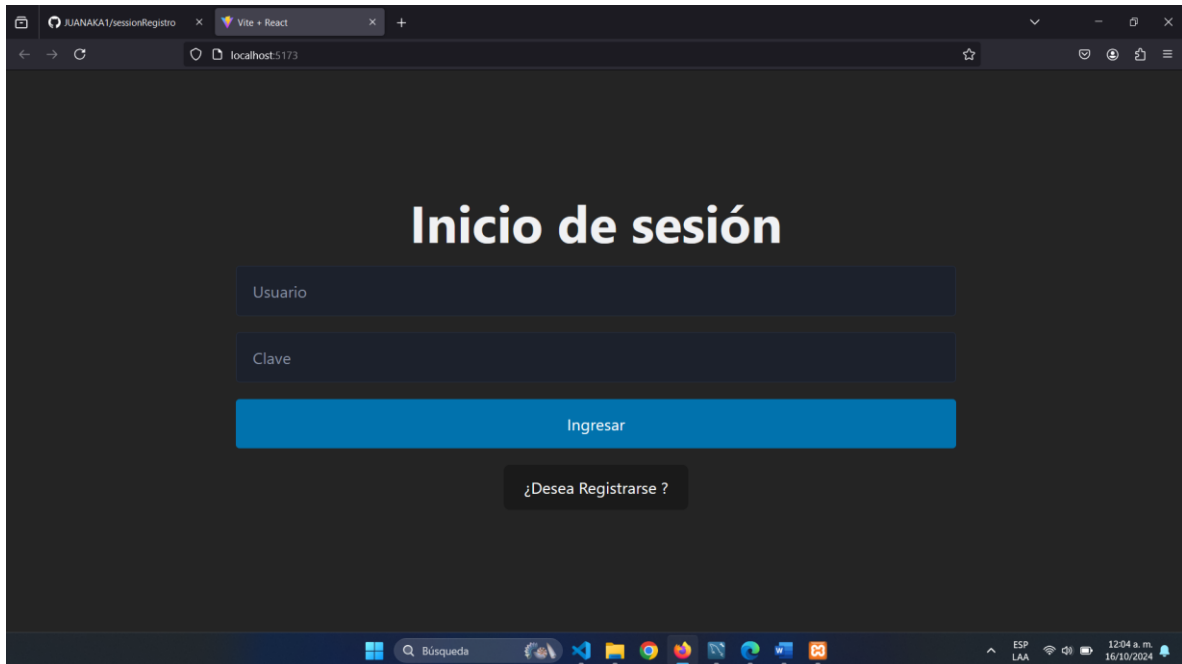 JUANAKA1/sessionRegistro
Vite + React
localhost:5173
Inicio de sesión
Usuario
Clave
Ingresar
¿Desea Registrarse ?
Búsqueda
ESP
LAA
12:04 a. m.
16/10/2024